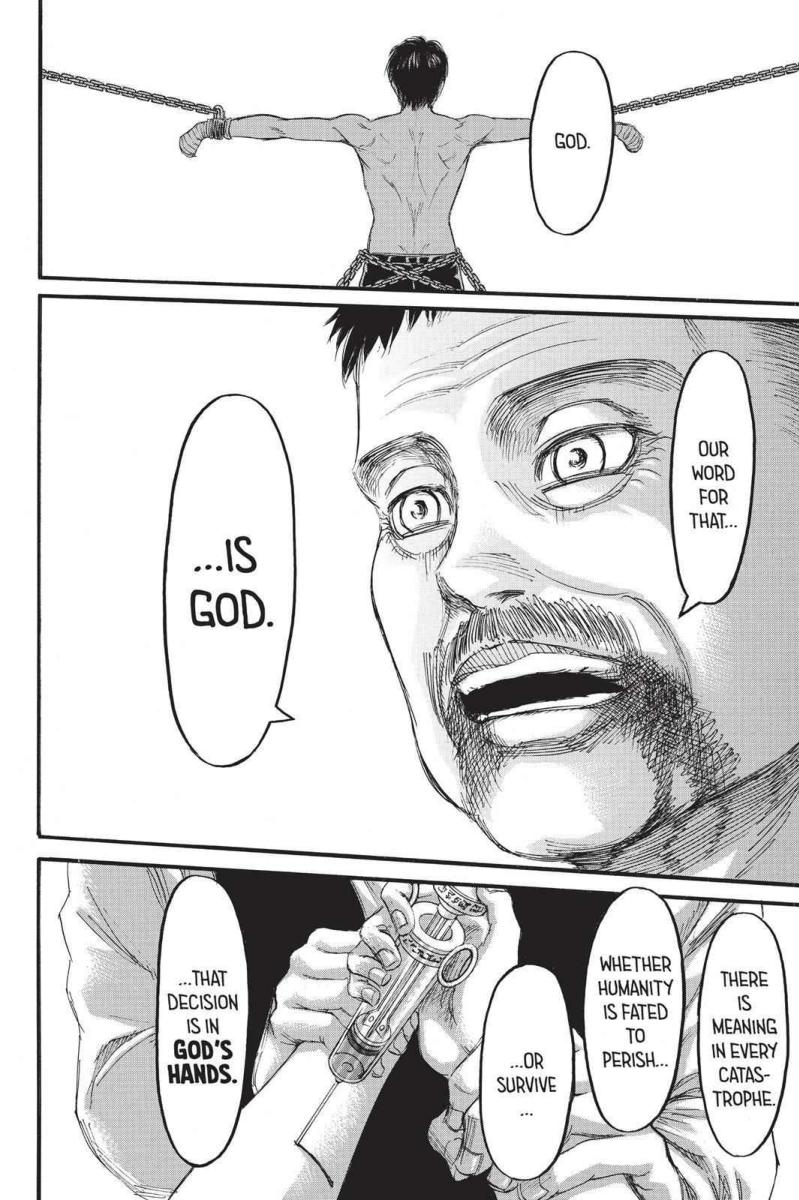 GOD.
OUR
WORD
FOR
THAT...
...IS
GOD.
THERE
IS
MEANING
IN EVERY
CATAS-
TROPHE.
WHETHER
HUMANITY
IS FATED
TO
PERISH...
...OR
SURVIVE
...
...THAT
DECISION
IS IN
GOD'S
HANDS.